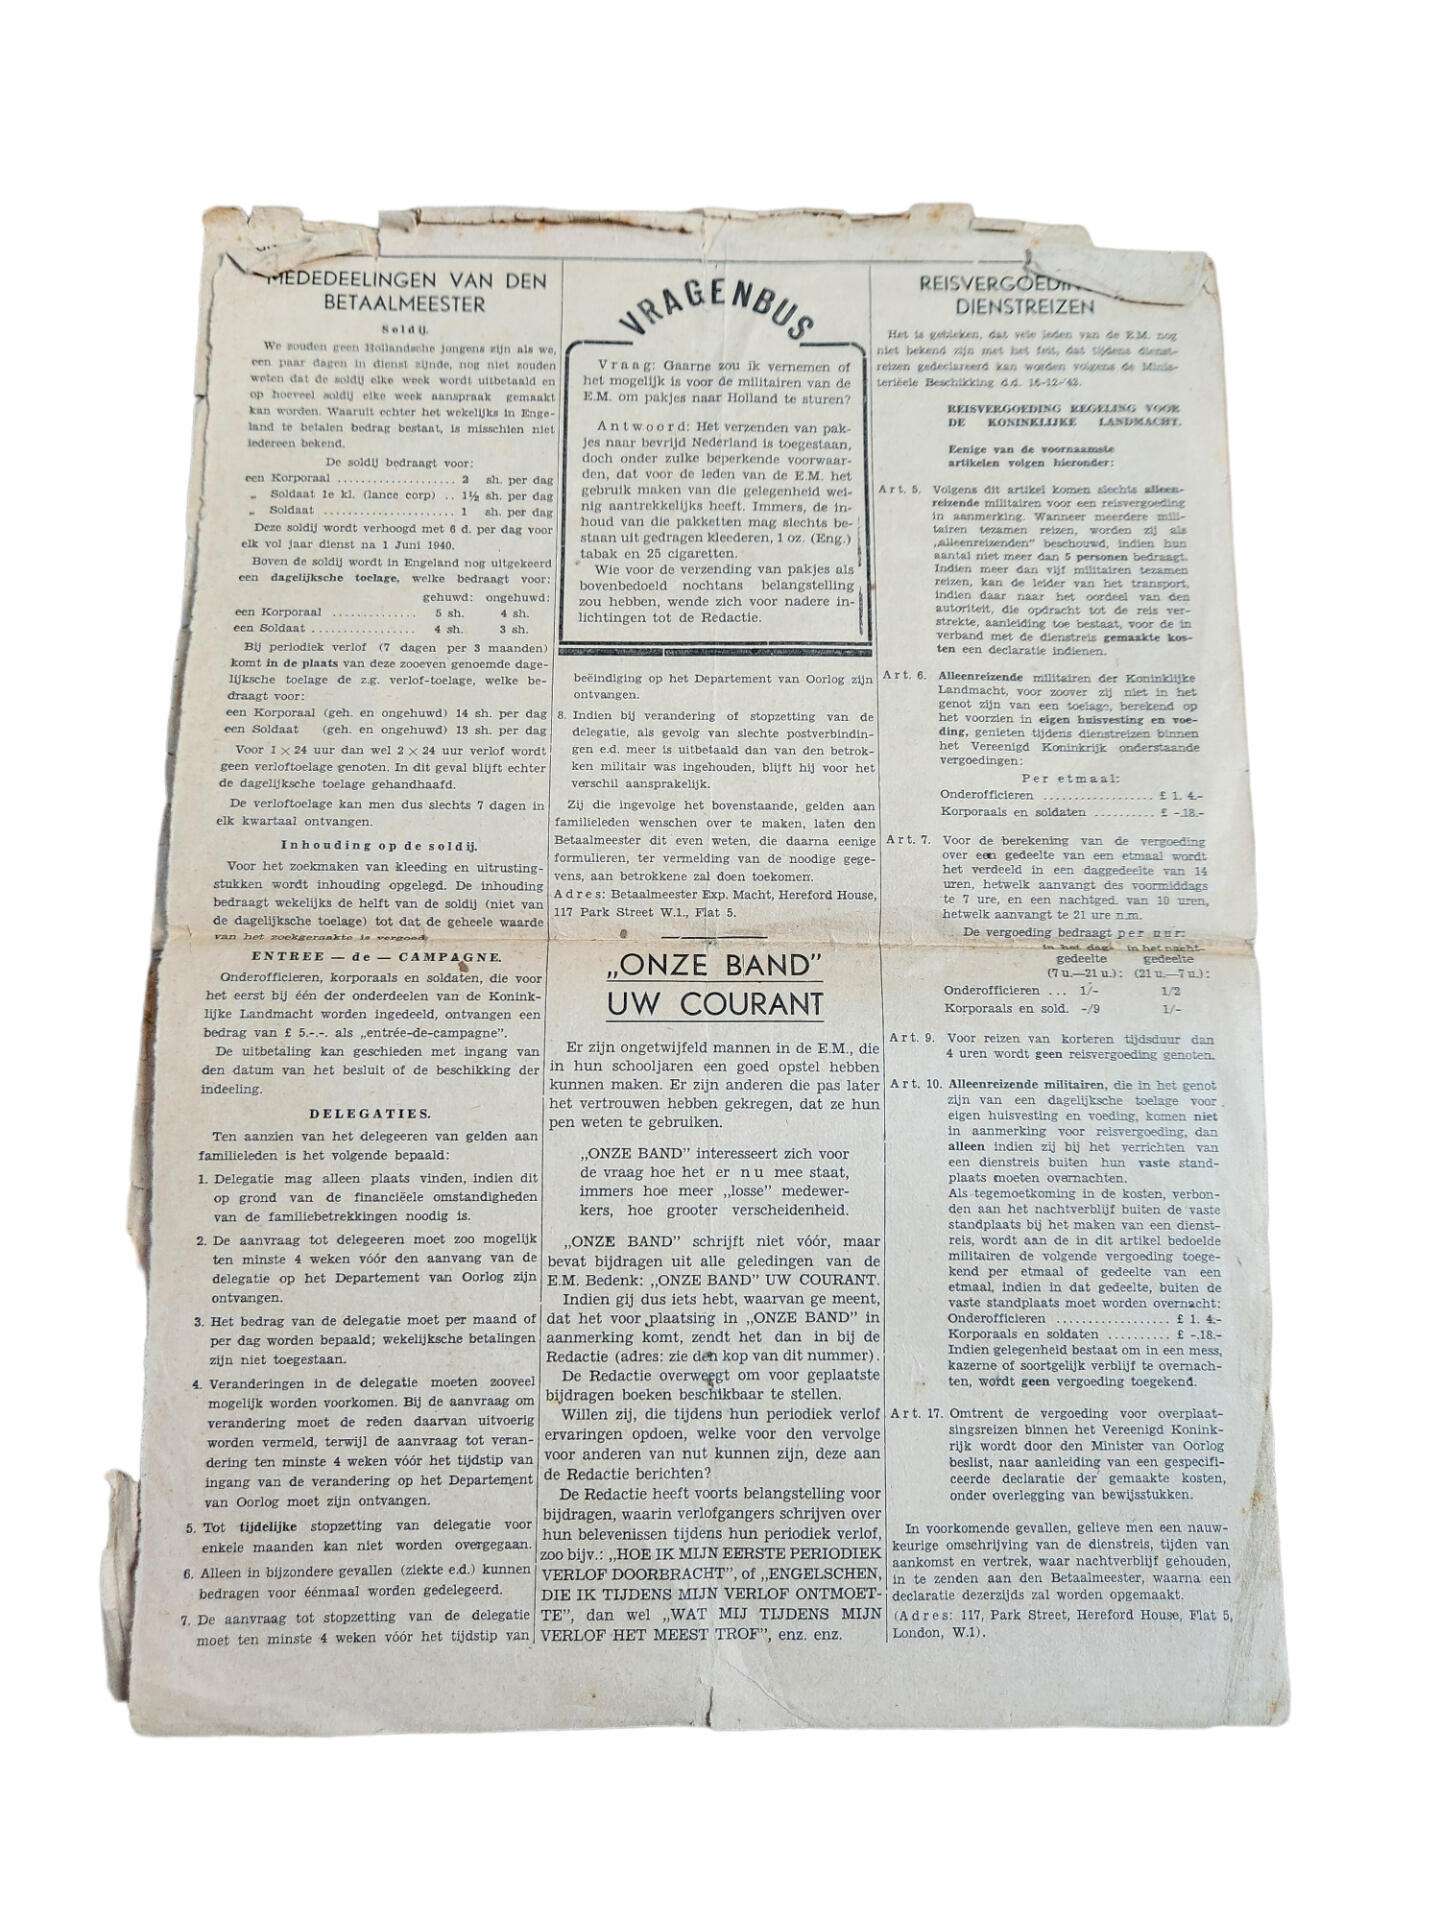 MEDEDEELINGEN VAN DEN
BETAALMEESTER
Soldij.
We zouden geen Hollandsche jongens zijn als we,
een paar dagen in dienst zijnde, nog niet zouden
weten dat de soldij elke week wordt uitbetaald en
op hoeveel soldij elke week aanspraak gemaakt
kan worden. Waaruit echter het wekelijks in Enge-
land te betalen bedrag bestaat, is misschien niet
iedereen bekend.
De soldij bedraagt voor:
een Korporaal ................... 2 sh. per dag
„ Soldaat 1e kl. (lance corp) .. 1½ sh. per dag
„ Soldaat ..................... 1 sh. per dag
Deze soldij wordt verhoogd met 6 d. per dag voor
elk vol jaar dienst na 1 Juni 1940.
Boven de soldij wordt in Engeland nog uitgekeerd
een dagelijksche toelage, welke bedraagt voor:
gehuwd: ongehuwd:
een Korporaal .............. 5 sh. 4 sh.
een Soldaat ................. 4 sh. 3 sh.
Bij periodiek verlof (7 dagen per 3 maanden)
komt in de plaats van deze zooeven genoemde dage-
lijksche toelage de z.g. verlof-toelage, welke be-
draagt voor:
een Korporaal (geh. en ongehuwd) 14 sh. per dag
een Soldaat (geh. en ongehuwd) 13 sh. per dag
Voor 1 × 24 uur dan wel 2 × 24 uur verlof wordt
geen verloftoelage genoten. In dit geval blijft echter
de dagelijksche toelage gehandhaafd.
De verloftoelage kan men dus slechts 7 dagen in
elk kwartaal ontvangen.
Inhouding op de soldij.
Voor het zoekmaken van kleeding en uitrusting-
stukken wordt inhouding opgelegd. De inhouding
bedraagt wekelijks de helft van de soldij (niet van
de dagelijksche toelage) tot dat de geheele waarde
van het zoekgeraakte is vergoed.
ENTREE — de — CAMPAGNE.
Onderofficieren, korporaals en soldaten, die voor
het eerst bij één der onderdeelen van de Konink-
lijke Landmacht worden ingedeeld, ontvangen een
bedrag van £ 5.-.-. als „entrée-de-campagne”.
De uitbetaling kan geschieden met ingang van
den datum van het besluit of de beschikking der
indeeling.
DELEGATIES.
Ten aanzien van het delegeeren van gelden aan
familieleden is het volgende bepaald:
1. Delegatie mag alleen plaats vinden, indien dit
op grond van de financiëele omstandigheden
van de familiebetrekkingen noodig is.
2. De aanvraag tot delegeeren moet zoo mogelijk
ten minste 4 weken vóór den aanvang van de
delegatie op het Departement van Oorlog zijn
ontvangen.
3. Het bedrag van de delegatie moet per maand of
per dag worden bepaald; wekelijksche betalingen
zijn niet toegestaan.
4. Veranderingen in de delegatie moeten zooveel
mogelijk worden voorkomen. Bij de aanvraag om
verandering moet de reden daarvan uitvoerig
worden vermeld, terwijl de aanvraag tot veran-
dering ten minste 4 weken vóór het tijdstip van
ingang van de verandering op het Departement
van Oorlog moet zijn ontvangen.
5. Tot tijdelijke stopzetting van delegatie voor
enkele maanden kan niet worden overgegaan.
6. Alleen in bijzondere gevallen (ziekte e.d.) kunnen
bedragen voor éénmaal worden gedelegeerd.
7. De aanvraag tot stopzetting van de delegatie
moet ten minste 4 weken vóór het tijdstip van
VRAGENBUS
Vraag: Gaarne zou ik vernemen of
het mogelijk is voor de militairen van de
E.M. om pakjes naar Holland te sturen?
Antwoord: Het verzenden van pak-
jes naar bevrijd Nederland is toegestaan,
doch onder zulke beperkende voorwaar-
den, dat voor de leden van de E.M. het
gebruik maken van die gelegenheid wei-
nig aantrekkelijks heeft. Immers, de in-
houd van die pakketten mag slechts be-
staan uit gedragen kleederen, 1 oz. (Eng.)
tabak en 25 cigaretten.
Wie voor de verzending van pakjes als
bovenbedoeld nochtans belangstelling
zou hebben, wende zich voor nadere in-
lichtingen tot de Redactie.
beëindiging op het Departement van Oorlog zijn
ontvangen.
8. Indien bij verandering of stopzetting van de
delegatie, als gevolg van slechte postverbindin-
gen e.d. meer is uitbetaald dan van den betrok-
ken militair was ingehouden, blijft hij voor het
verschil aansprakelijk.
Zij die ingevolge het bovenstaande, gelden aan
familieleden wenschen over te maken, laten den
Betaalmeester dit even weten, die daarna eenige
formulieren, ter vermelding van de noodige gege-
vens, aan betrokkene zal doen toekomen.
Adres: Betaalmeester Exp. Macht, Hereford House,
117 Park Street W.1., Flat 5.
„ONZE BAND”
UW COURANT
Er zijn ongetwijfeld mannen in de E.M., die
in hun schooljaren een goed opstel hebben
kunnen maken. Er zijn anderen die pas later
het vertrouwen hebben gekregen, dat ze hun
pen weten te gebruiken.
„ONZE BAND” interesseert zich voor
de vraag hoe het er nu mee staat,
immers hoe meer „losse” medewer-
kers, hoe grooter verscheidenheid.
„ONZE BAND” schrijft niet vóór, maar
bevat bijdragen uit alle geledingen van de
E.M. Bedenk: „ONZE BAND” UW COURANT.
Indien gij dus iets hebt, waarvan ge meent,
dat het voor plaatsing in „ONZE BAND” in
aanmerking komt, zendt het dan in bij de
Redactie (adres: zie den kop van dit nummer).
De Redactie overweegt om voor geplaatste
bijdragen boeken beschikbaar te stellen.
Willen zij, die tijdens hun periodiek verlof
ervaringen opdoen, welke voor den vervolge
voor anderen van nut kunnen zijn, deze aan
de Redactie berichten?
De Redactie heeft voorts belangstelling voor
bijdragen, waarin verlofgangers schrijven over
hun belevenissen tijdens hun periodiek verlof,
zoo bijv.: „HOE IK MIJN EERSTE PERIODIEK
VERLOF DOORBRACHT”, of „ENGELSCHEN,
DIE IK TIJDENS MIJN VERLOF ONTMOET-
TE”, dan wel „WAT MIJ TIJDENS MIJN
VERLOF HET MEEST TROF”, enz. enz.
REISVERGOEDIN
DIENSTREIZEN
Het is gebleken, dat vele leden van de E.M. nog
niet bekend zijn met het feit, dat tijdens dienst-
reizen gedeclareerd kan worden volgens de Minis-
teriëele Beschikking d.d. 16-12-'42.
REISVERGOEDING REGELING VOOR
DE KONINKLIJKE LANDMACHT.
Eenige van de voornaamste
artikelen volgen hieronder:
Art. 5. Volgens dit artikel komen slechts alleen-
reizende militairen voor een reisvergoeding
in aanmerking. Wanneer meerdere mili-
tairen tezamen reizen, worden zij als
„alleenreizenden” beschouwd, indien hun
aantal niet meer dan 5 personen bedraagt.
Indien meer dan vijf militairen tezamen
reizen, kan de leider van het transport,
indien daar naar het oordeel van den
autoriteit, die opdracht tot de reis ver-
strekte, aanleiding toe bestaat, voor de in
verband met de dienstreis gemaakte kos-
ten een declaratie indienen.
Art. 6. Alleenreizende militairen der Koninklijke
Landmacht, voor zoover zij niet in het
genot zijn van een toelage, berekend op
het voorzien in eigen huisvesting en voe-
ding, genieten tijdens dienstreizen binnen
het Vereenigd Koninkrijk onderstaande
vergoedingen:
Per etmaal:
Onderofficieren .................. £ 1. 4.-
Korporaals en soldaten .......... £ -.18.-
Art. 7. Voor de berekening van de vergoeding
over een gedeelte van een etmaal wordt
het verdeeld in een daggedeelte van 14
uren, hetwelk aanvangt des voormiddags
te 7 ure, en een nachtged. van 10 uren,
hetwelk aanvangt te 21 ure n.m.
De vergoeding bedraagt per uur:
in het dag- in het nacht-
gedeelte gedeelte
(7 u.—21 u.): (21 u.—7 u.):
Onderofficieren ... 1/- 1/2
Korporaals en sold. -/9 1/-
Art. 9. Voor reizen van korteren tijdsduur dan
4 uren wordt geen reisvergoeding genoten.
Art. 10. Alleenreizende militairen, die in het genot
zijn van een dagelijksche toelage voor
eigen huisvesting en voeding, komen niet
in aanmerking voor reisvergoeding, dan
alleen indien zij bij het verrichten van
een dienstreis buiten hun vaste stand-
plaats moeten overnachten.
Als tegemoetkoming in de kosten, verbon-
den aan het nachtverblijf buiten de vaste
standplaats bij het maken van een dienst-
reis, wordt aan de in dit artikel bedoelde
militairen de volgende vergoeding toege-
kend per etmaal of gedeelte van een
etmaal, indien in dat gedeelte, buiten de
vaste standplaats moet worden overnacht:
Onderofficieren .................. £ 1. 4.-
Korporaals en soldaten .......... £ -.18.-
Indien gelegenheid bestaat om in een mess,
kazerne of soortgelijk verblijf te overnach-
ten, wordt geen vergoeding toegekend.
Art. 17. Omtrent de vergoeding voor overplaat-
singsreizen binnen het Vereenigd Konink-
rijk wordt door den Minister van Oorlog
beslist, naar aanleiding van een gespecifi-
ceerde declaratie der gemaakte kosten,
onder overlegging van bewijsstukken.
In voorkomende gevallen, gelieve men een nauw-
keurige omschrijving van de dienstreis, tijden van
aankomst en vertrek, waar nachtverblijf gehouden,
in te zenden aan den Betaalmeester, waarna een
declaratie dezerzijds zal worden opgemaakt.
(Adres: 117, Park Street, Hereford House, Flat 5,
London, W.1).